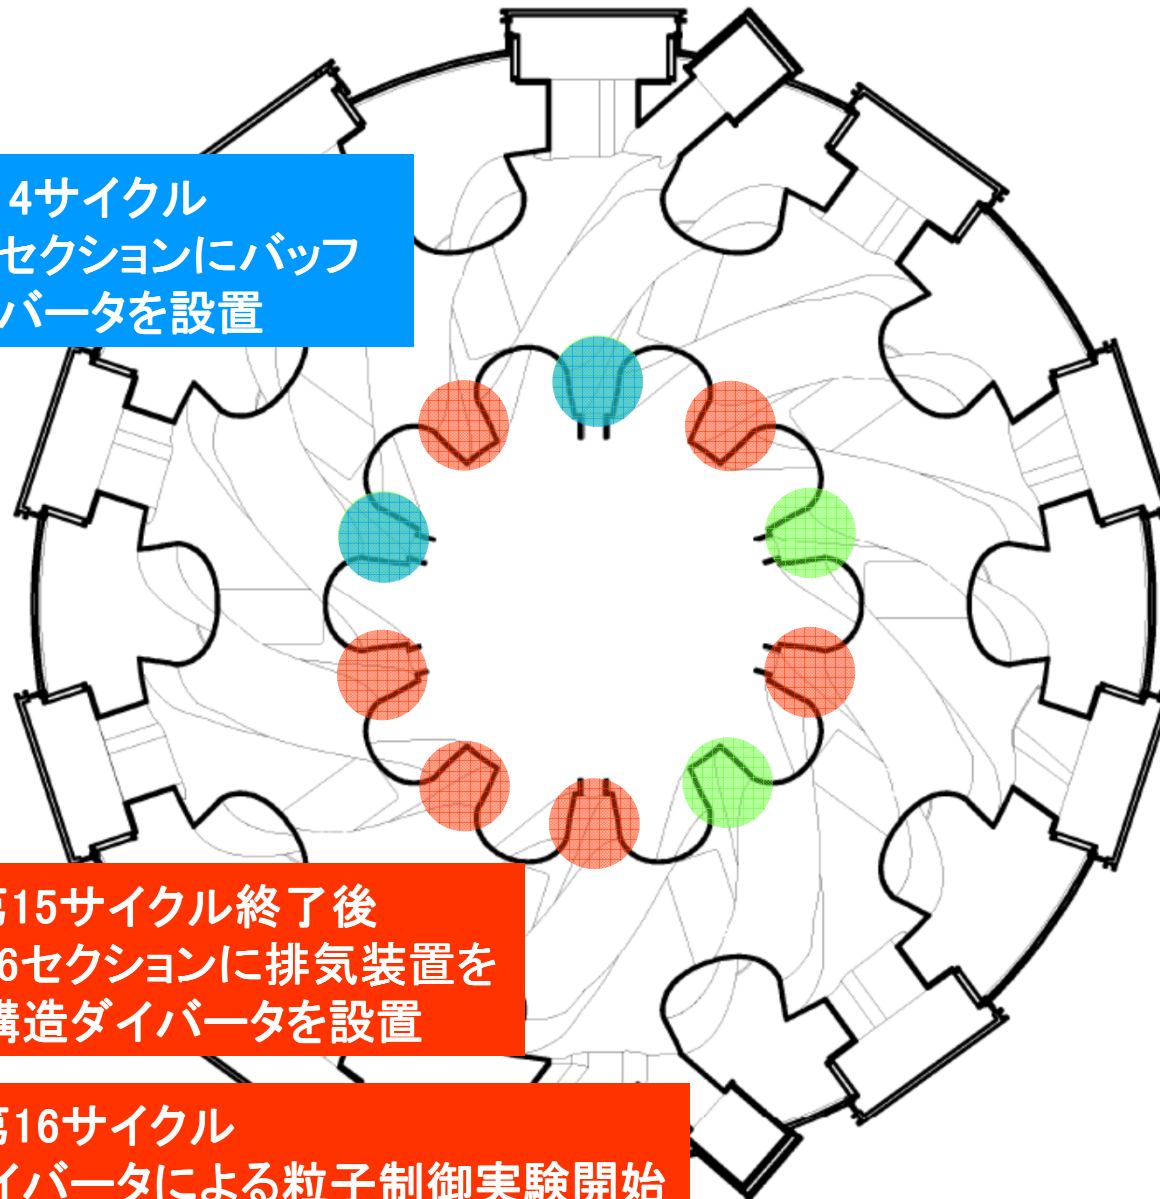 4サイクル
セクションにバッフ
バータを設置
第15サイクル終了後
6セクションに排気装置を
構造ダイバータを設置
第16サイクル
イバータによる粒子制御実験開始